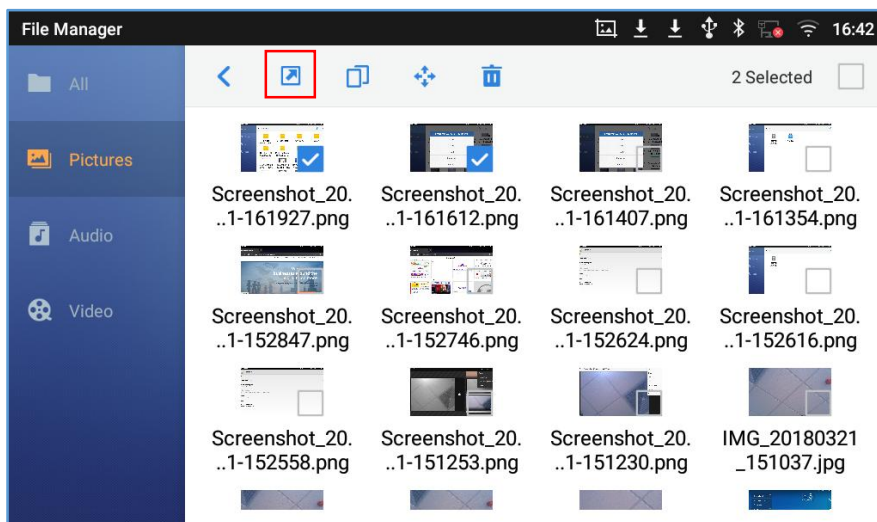 File Manager
16:42
All
2 Selected
Pictures
Audio
Video
Screenshot_20.
..1-161927.png
Screenshot_20.
..1-161612.png
Screenshot_20.
..1-161407.png
Screenshot_20.
..1-161354.png
Screenshot_20.
..1-152847.png
Screenshot_20.
..1-152746.png
Screenshot_20.
..1-152624.png
Screenshot_20.
..1-152616.png
Screenshot_20.
..1-152558.png
Screenshot_20.
..1-151253.png
Screenshot_20.
..1-151230.png
IMG_20180321
_151037.jpg